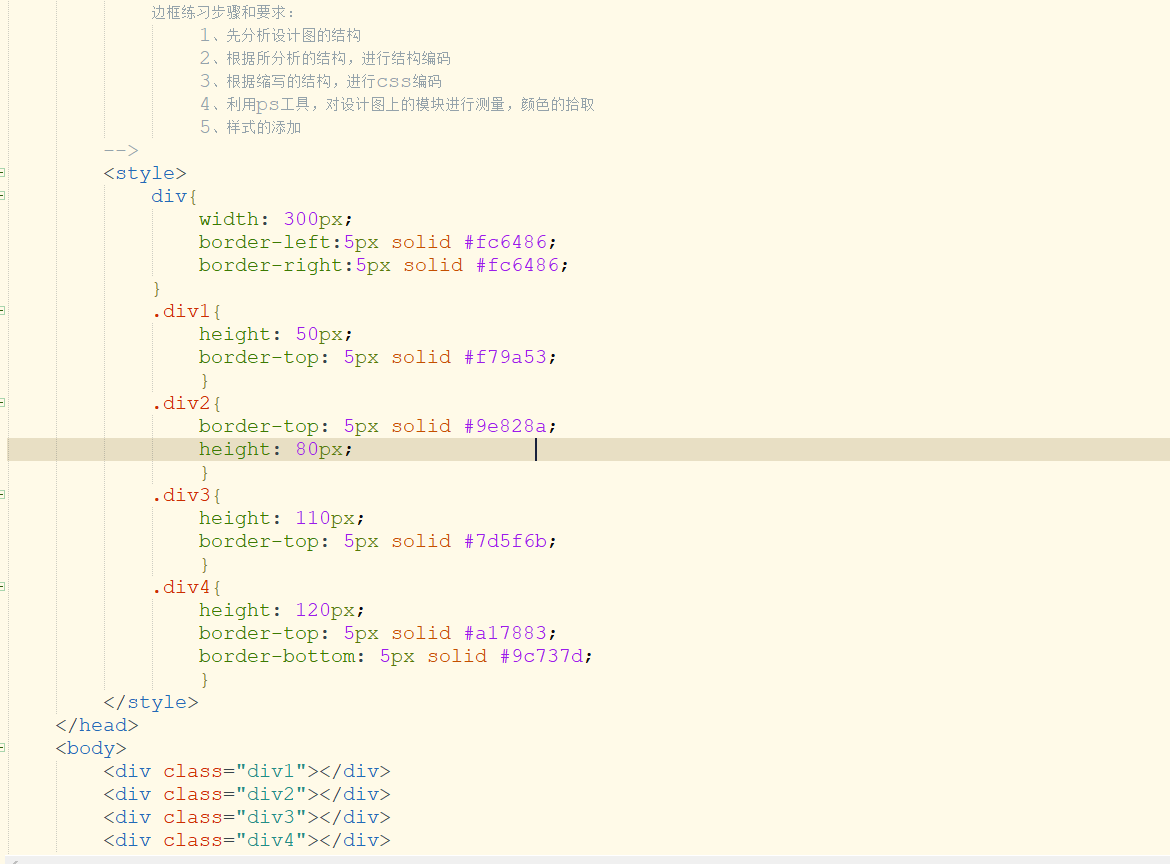 边框练习步骤和要求:
1、先分析设计图的结构
2、根据所分析的结构，进行结构编码
3、根据缩写的结构，进行css编码
4、利用ps工具，对设计图上的模块进行测量，颜色的拾取
5、样式的添加
-->
<style>
div{
width: 300px;
border-left:5px solid #fc6486;
border-right:5px solid #fc6486;
}
.div1{
height: 50px;
border-top: 5px solid #f79a53;
}
.div2{
border-top: 5px solid #9e828a;
height: 80px;
}
.div3{
height: 110px;
border-top: 5px solid #7d5f6b;
}
.div4{
height: 120px;
border-top: 5px solid #a17883;
border-bottom: 5px solid #9c737d;
}
</style>
</head>
<body>
<div class="div1"></div>
<div class="div2"></div>
<div class="div3"></div>
<div class="div4"></div>